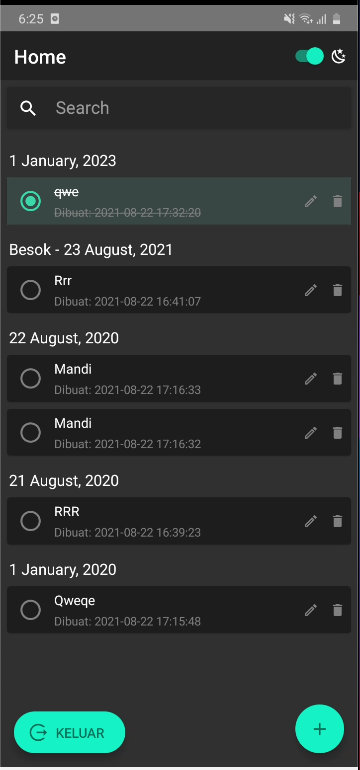 6:25
Home
Search
1 January, 2023
qwe
Dibuat: 2021-08-22 17:32:20
Besok - 23 August, 2021
Rrr
Dibuat: 2021-08-22 16:41:07
22 August, 2020
Mandi
Dibuat: 2021-08-22 17:16:33
Mandi
Dibuat: 2021-08-22 17:16:32
21 August, 2020
RRR
Dibuat: 2021-08-22 16:39:23
1 January, 2020
Qweqe
Dibuat: 2021-08-22 17:15:48
KELUAR